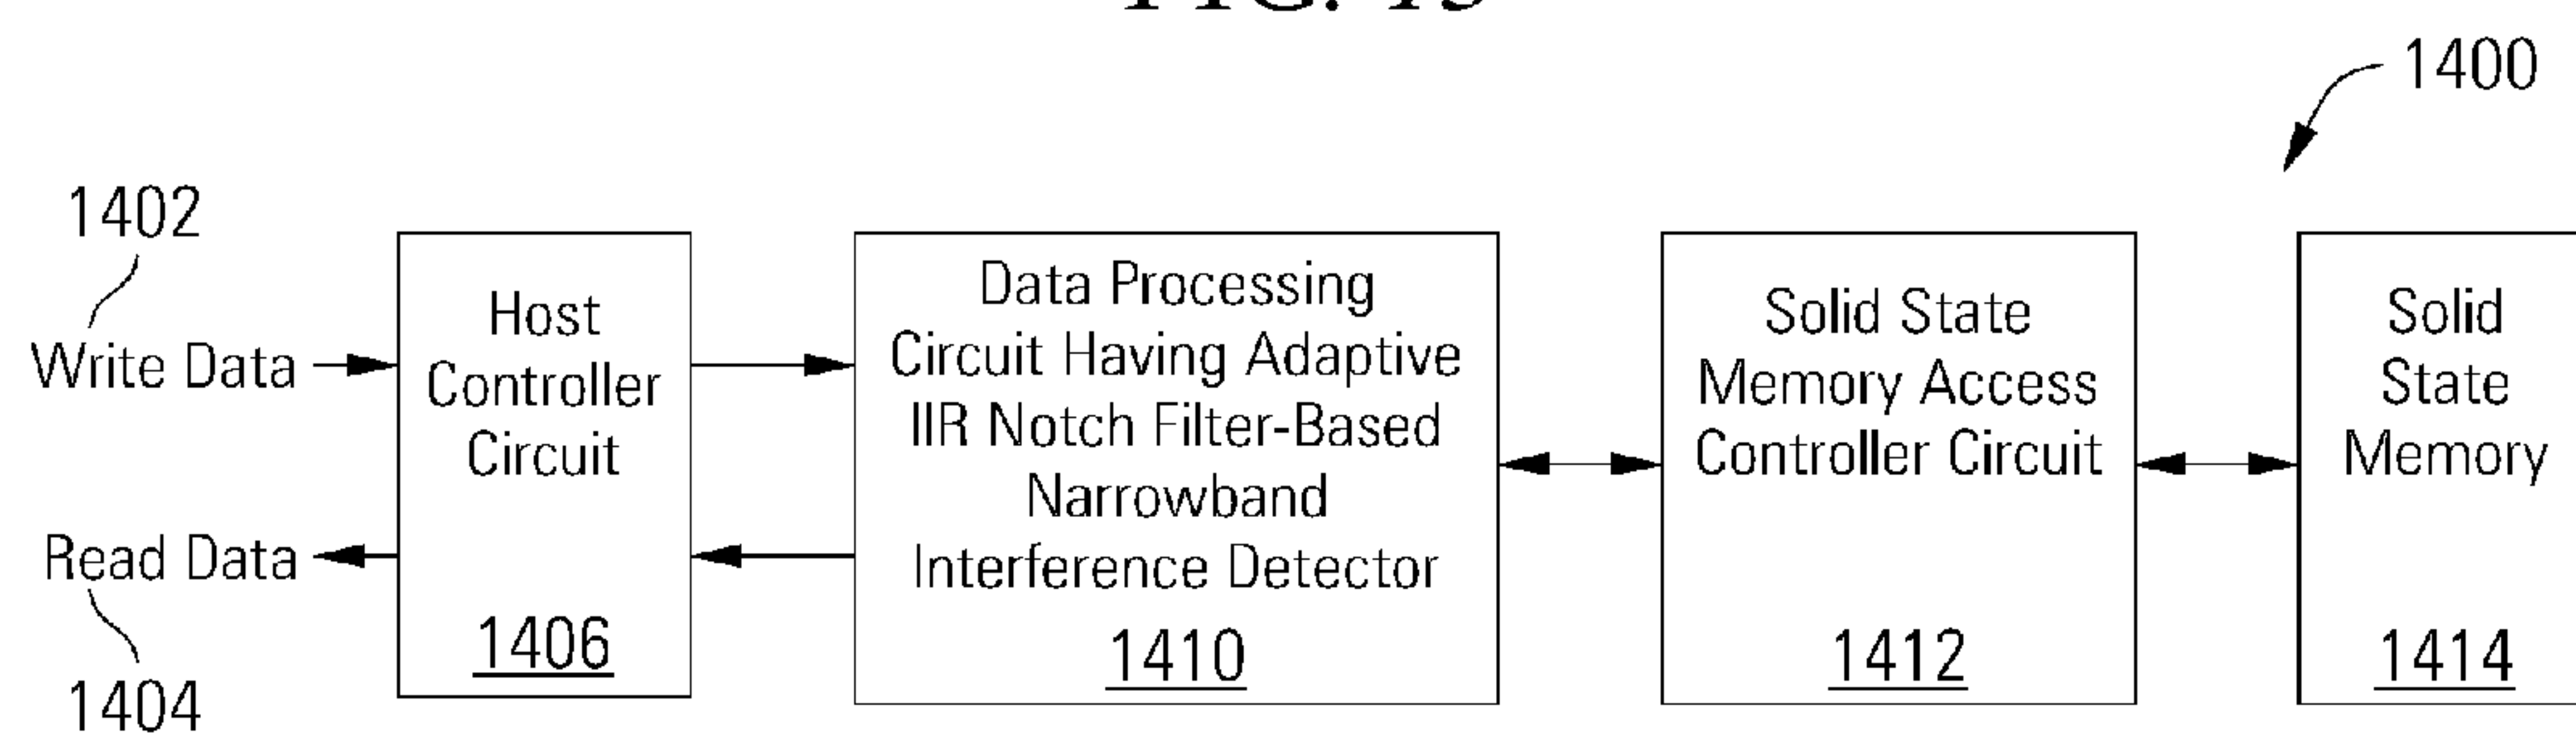 1400
1402
Write Data
Read Data
1404
Host
Controller
Circuit
1406
Data Processing
Circuit Having Adaptive
IIR Notch Filter-Based
Narrowband
Interference Detector
1410
Solid State
Memory Access
Controller Circuit
1412
Solid
State
Memory
1414